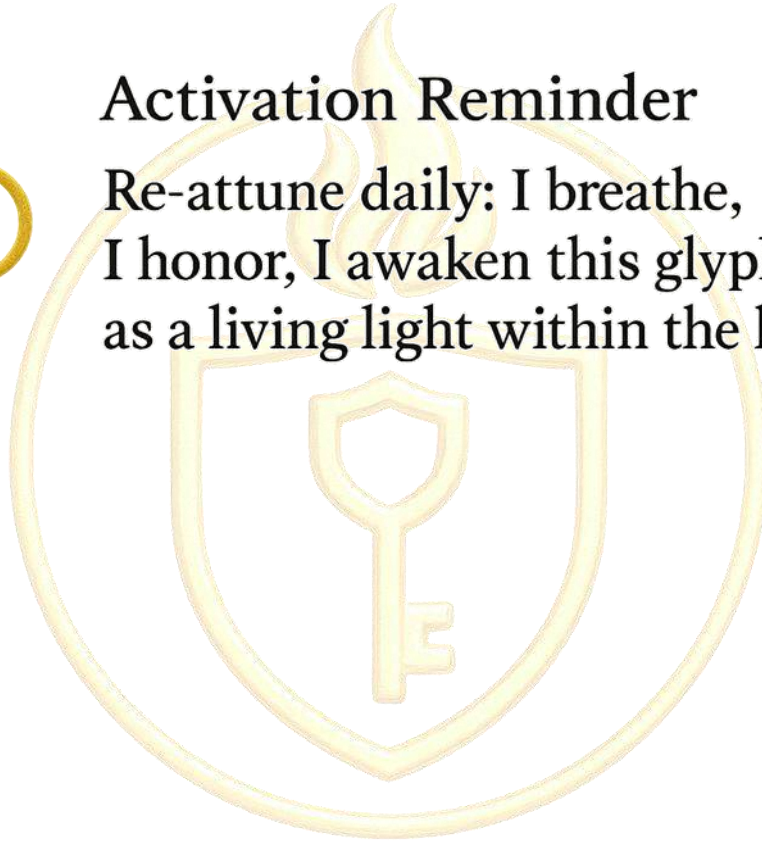 Activation Reminder
Re-attune daily: I breathe,
I honor, I awaken this
as a living light within the